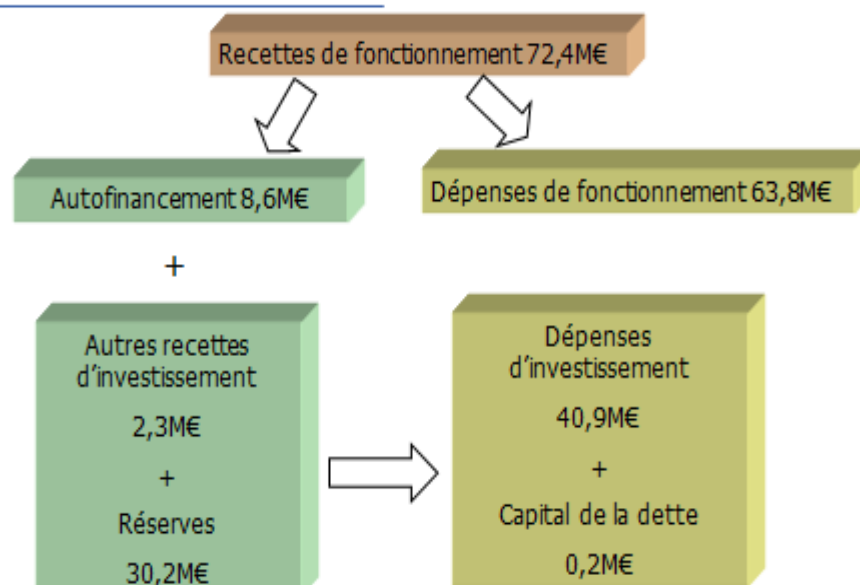 Recettes de fonctionnement 72,4M€
Autofinancement 8,6M€
Dépenses de fonctionnement 63,8M€
+
Autres recettes
d'investissement
2,3M€
+
Réserves
30,2M€
Dépenses
d'investissement
40,9M€
+
Capital de la dette
0,2M€